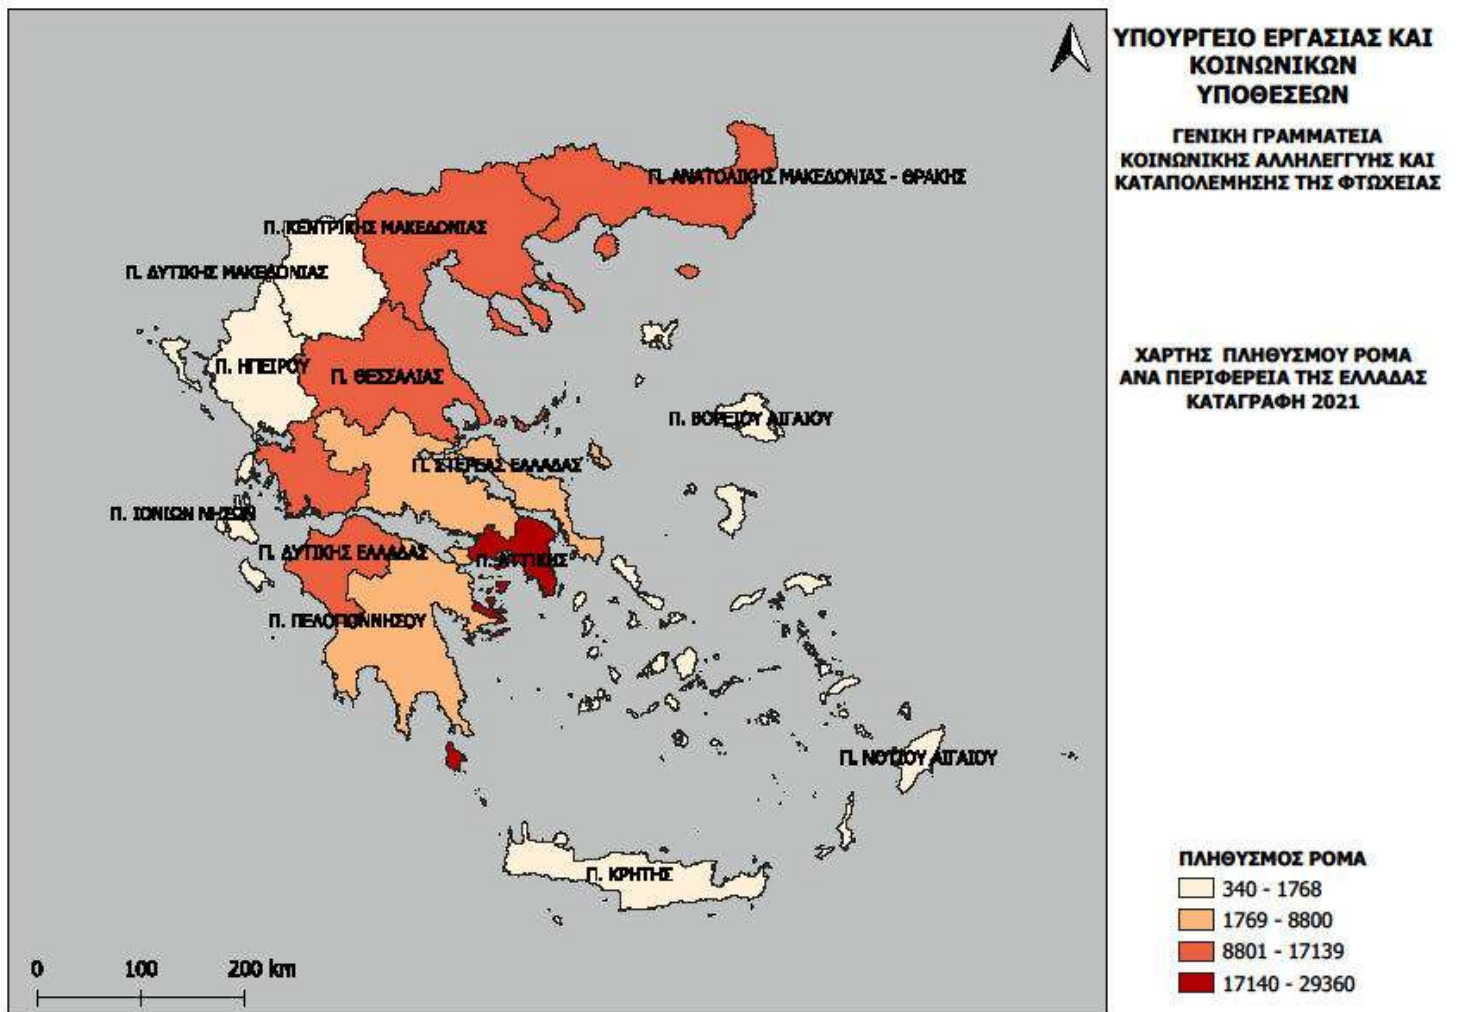 ΥΠΟΥΡΓΕΙΟ ΕΡΓΑΣΙΑΣ ΚΑΙ
ΚΟΙΝΩΝΙΚΩΝ
ΥΠΟΘΕΣΕΩΝ
ΓΕΝΙΚΗ ΓΡΑΜΜΑΤΕΙΑ
ΚΟΙΝΩΝΙΚΗΣ ΑΛΛΗΛΕΓΓΥΗΣ ΚΑΙ
ΚΑΤΑΠΟΛΕΜΗΣΗΣ ΤΗΣ ΦΤΩΧΕΙΑΣ
ΧΑΡΤΗΣ ΠΛΗΘΥΣΜΟΥ ΡΟΜΑ
ΑΝΑ ΠΕΡΙΦΕΡΕΙΑ ΤΗΣ ΕΛΛΑΔΑΣ
ΚΑΤΑΓΡΑΦΗ 2021
Π. ΑΝΑΤΟΛΙΚΗΣ ΜΑΚΕΔΟΝΙΑΣ - ΘΡΑΚΗΣ
Π. ΚΕΝΤΡΙΚΗΣ ΜΑΚΕΔΟΝΙΑΣ
Π. ΔΥΤΙΚΗΣ ΜΑΚΕΔΟΝΙΑΣ
Π. ΗΠΕΙΡΟΥ
Π. ΘΕΣΣΑΛΙΑΣ
Π. ΒΟΡΕΙΟΥ ΑΙΓΑΙΟΥ
Π. ΣΤΕΡΕΑΣ ΕΛΛΑΔΑΣ
Π. ΙΟΝΙΩΝ ΝΗΣΩΝ
Π. ΔΥΤΙΚΗΣ ΕΛΛΑΔΑΣ
Π. ΑΤΤΙΚΗΣ
Π. ΠΕΛΟΠΟΝΝΗΣΟΥ
Π. ΝΟΤΙΟΥ ΑΙΓΑΙΟΥ
Π. ΚΡΗΤΗΣ
ΠΛΗΘΥΣΜΟΣ ΡΟΜΑ
340 - 1768
1769 - 8800
8801 - 17139
17140 - 29360
0 100 200 km